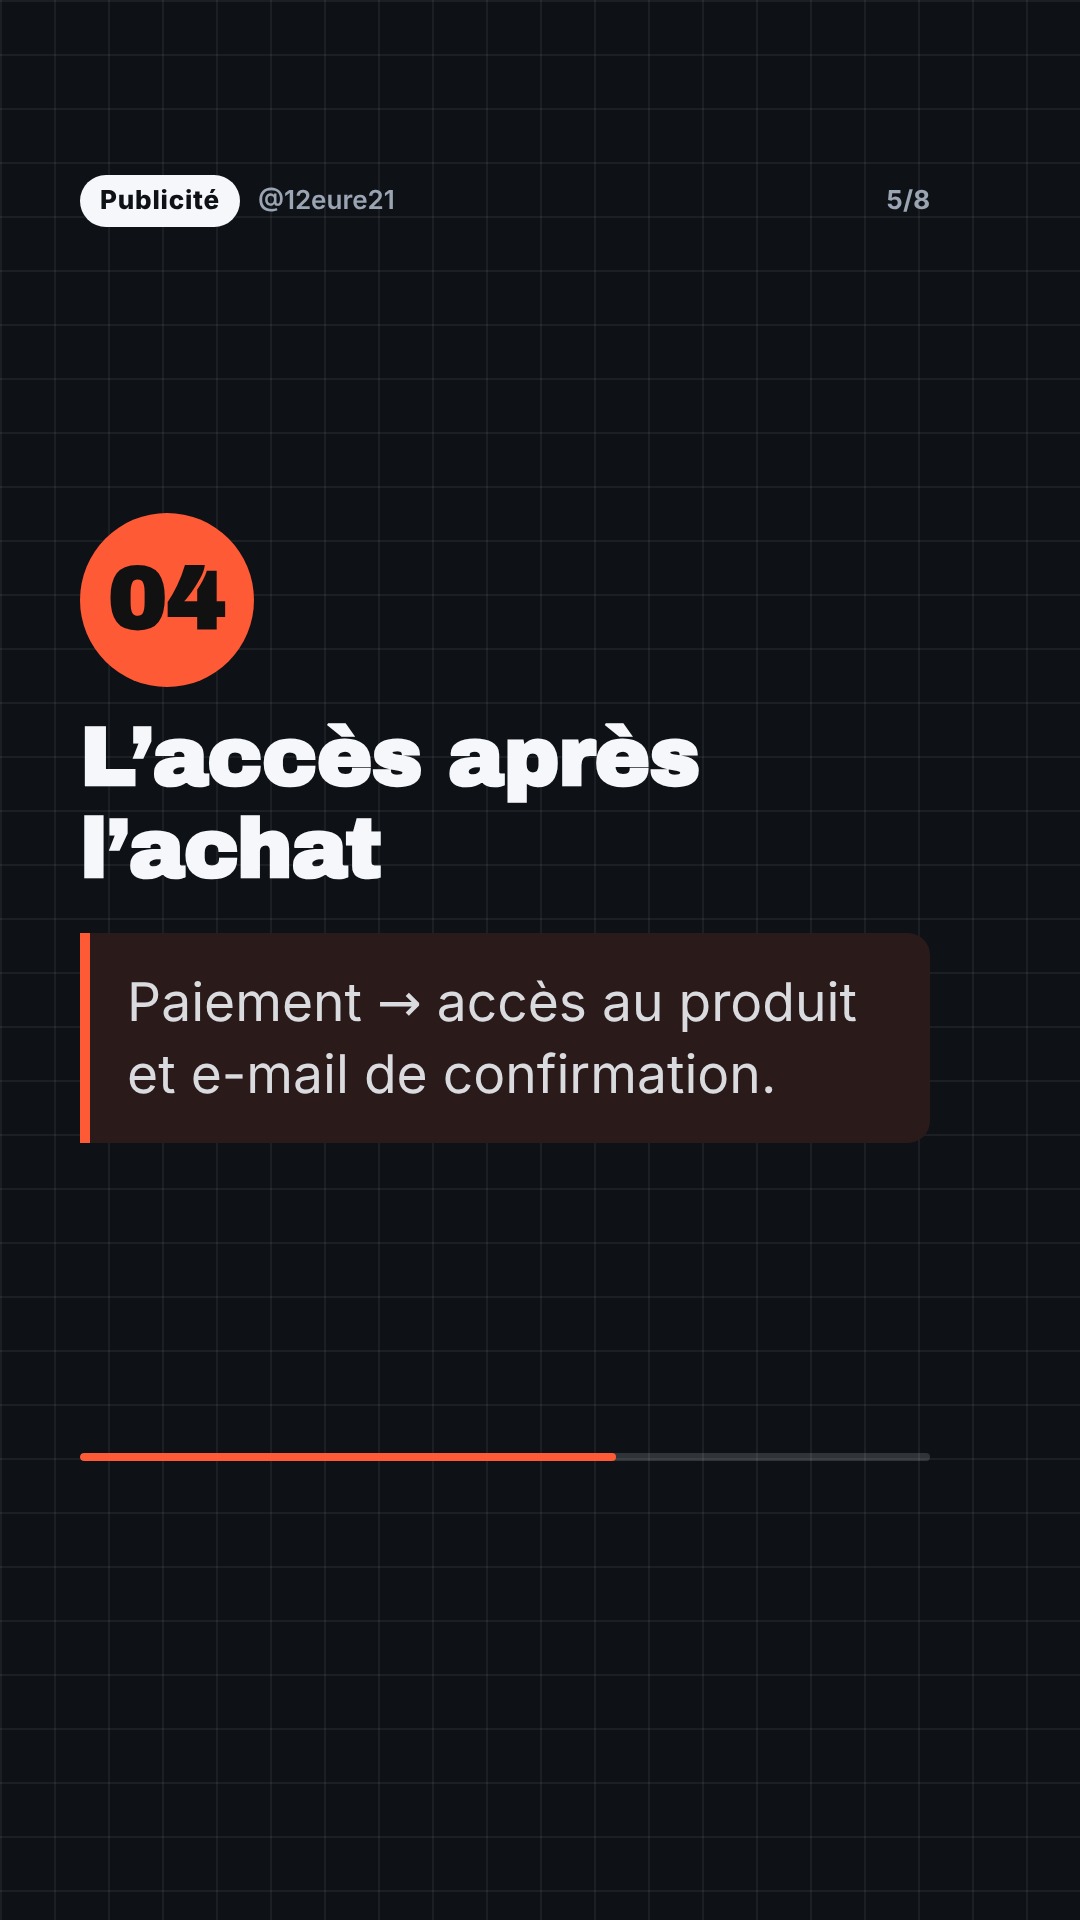 Publicité @12eure21 5/8
04
L’accès après
l’achat
Paiement → accès au produit
et e-mail de confirmation.